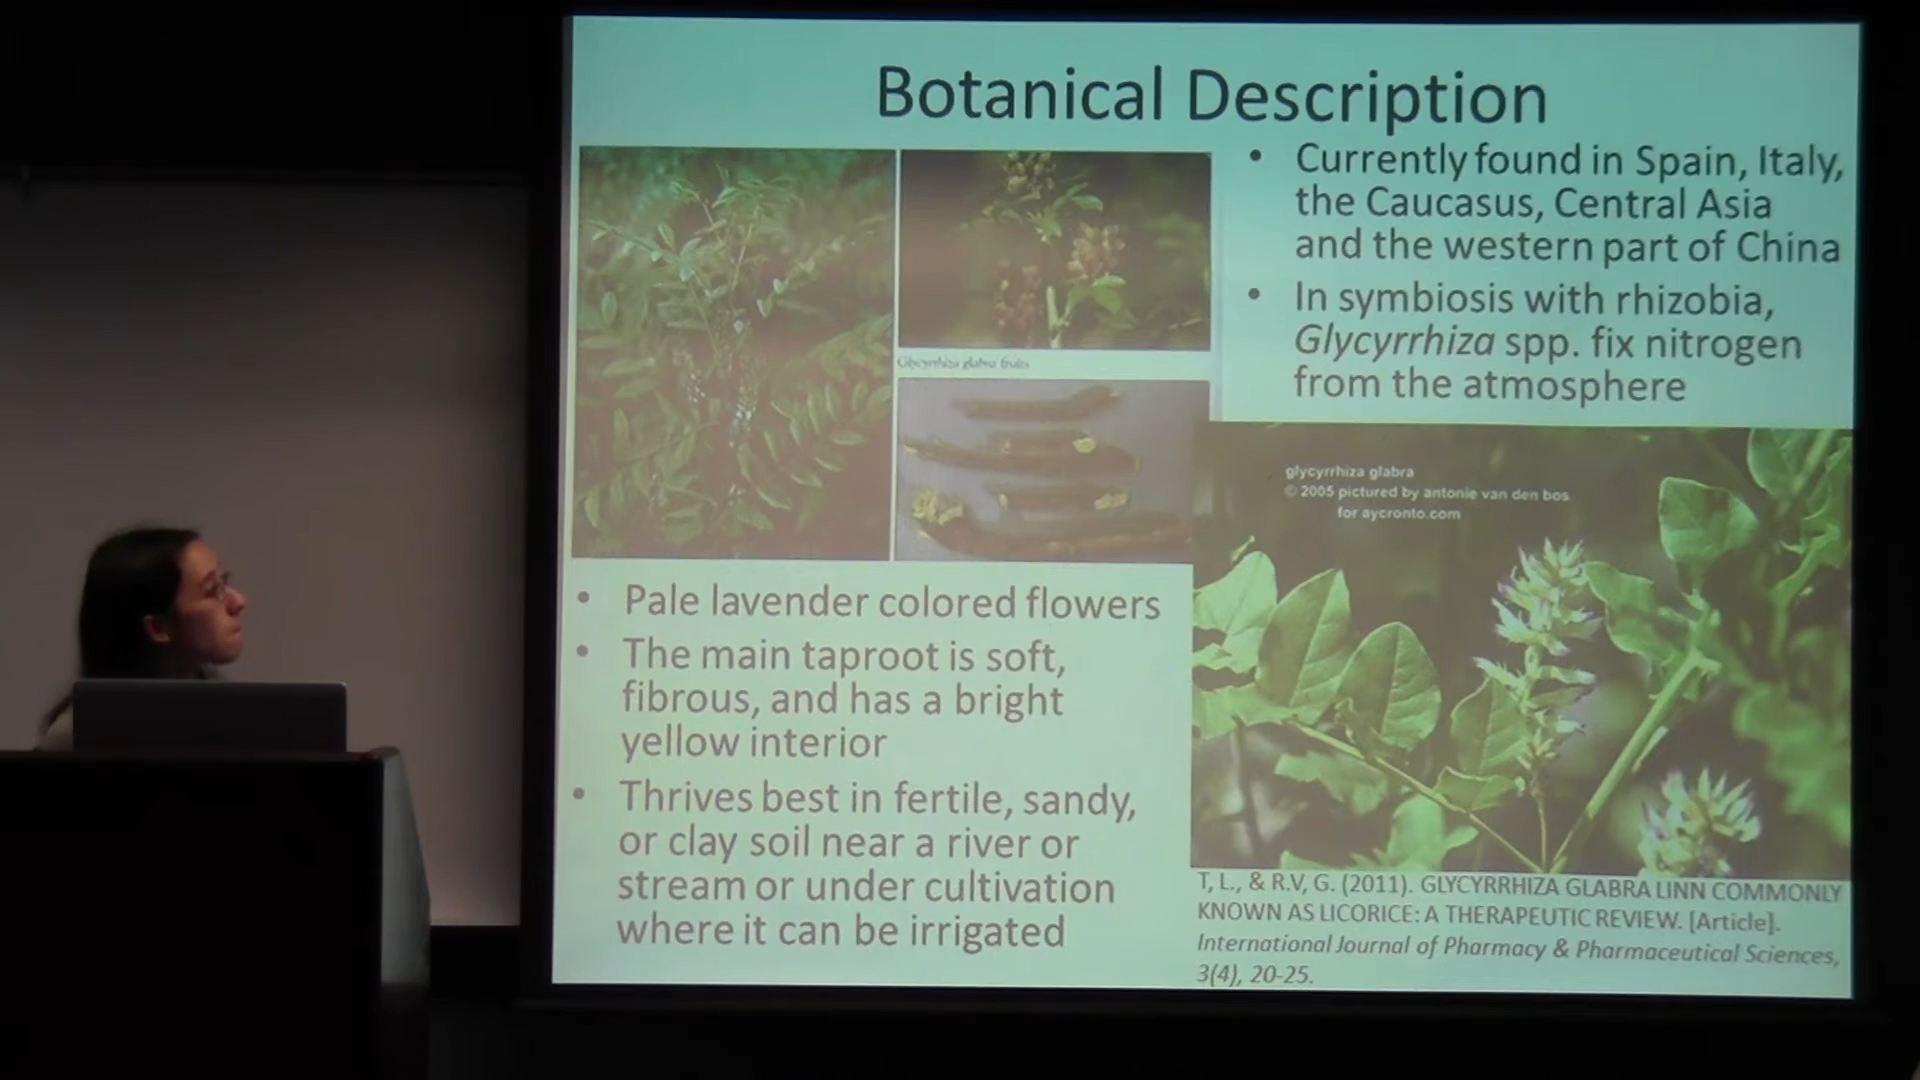 Botanical Description
• Currently found in Spain, Italy,
the Caucasus, Central Asia
and the western part of China
• In symbiosis with rhizobia,
Glycyrrhiza spp. fix nitrogen
from the atmosphere
Glycyrrhiza glabra fruits
glycyrrhiza glabra
© 2005 pictured by antonie van den bos
for aycronto.com
• Pale lavender colored flowers
• The main taproot is soft,
fibrous, and has a bright
yellow interior
• Thrives best in fertile, sandy,
or clay soil near a river or
stream or under cultivation
where it can be irrigated
T, L., & R.V, G. (2011). GLYCYRRHIZA GLABRA LINN COMMONLY
KNOWN AS LICORICE: A THERAPEUTIC REVIEW. [Article].
International Journal of Pharmacy & Pharmaceutical Sciences,
3(4), 20-25.